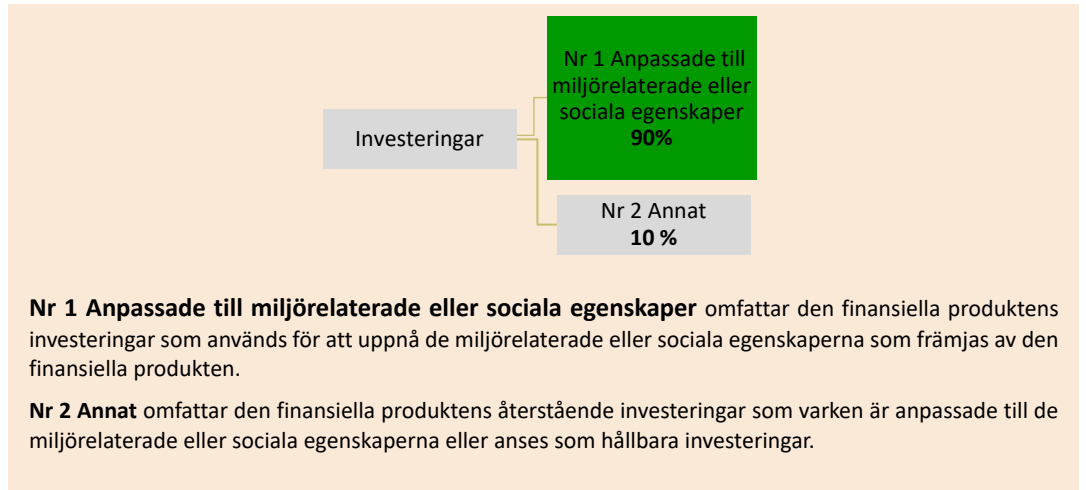 Nr 1 Anpassade till
miljörelaterade eller
sociala egenskaper
90%
Investeringar
Nr 2 Annat
10 %
Nr 1 Anpassade till miljörelaterade eller sociala egenskaper omfattar den finansiella produktens
investeringar som används för att uppnå de miljörelaterade eller sociala egenskaperna som främjas av den
finansiella produkten.
Nr 2 Annat omfattar den finansiella produktens återstående investeringar som varken är anpassade till de
miljörelaterade eller sociala egenskaperna eller anses som hållbara investeringar.